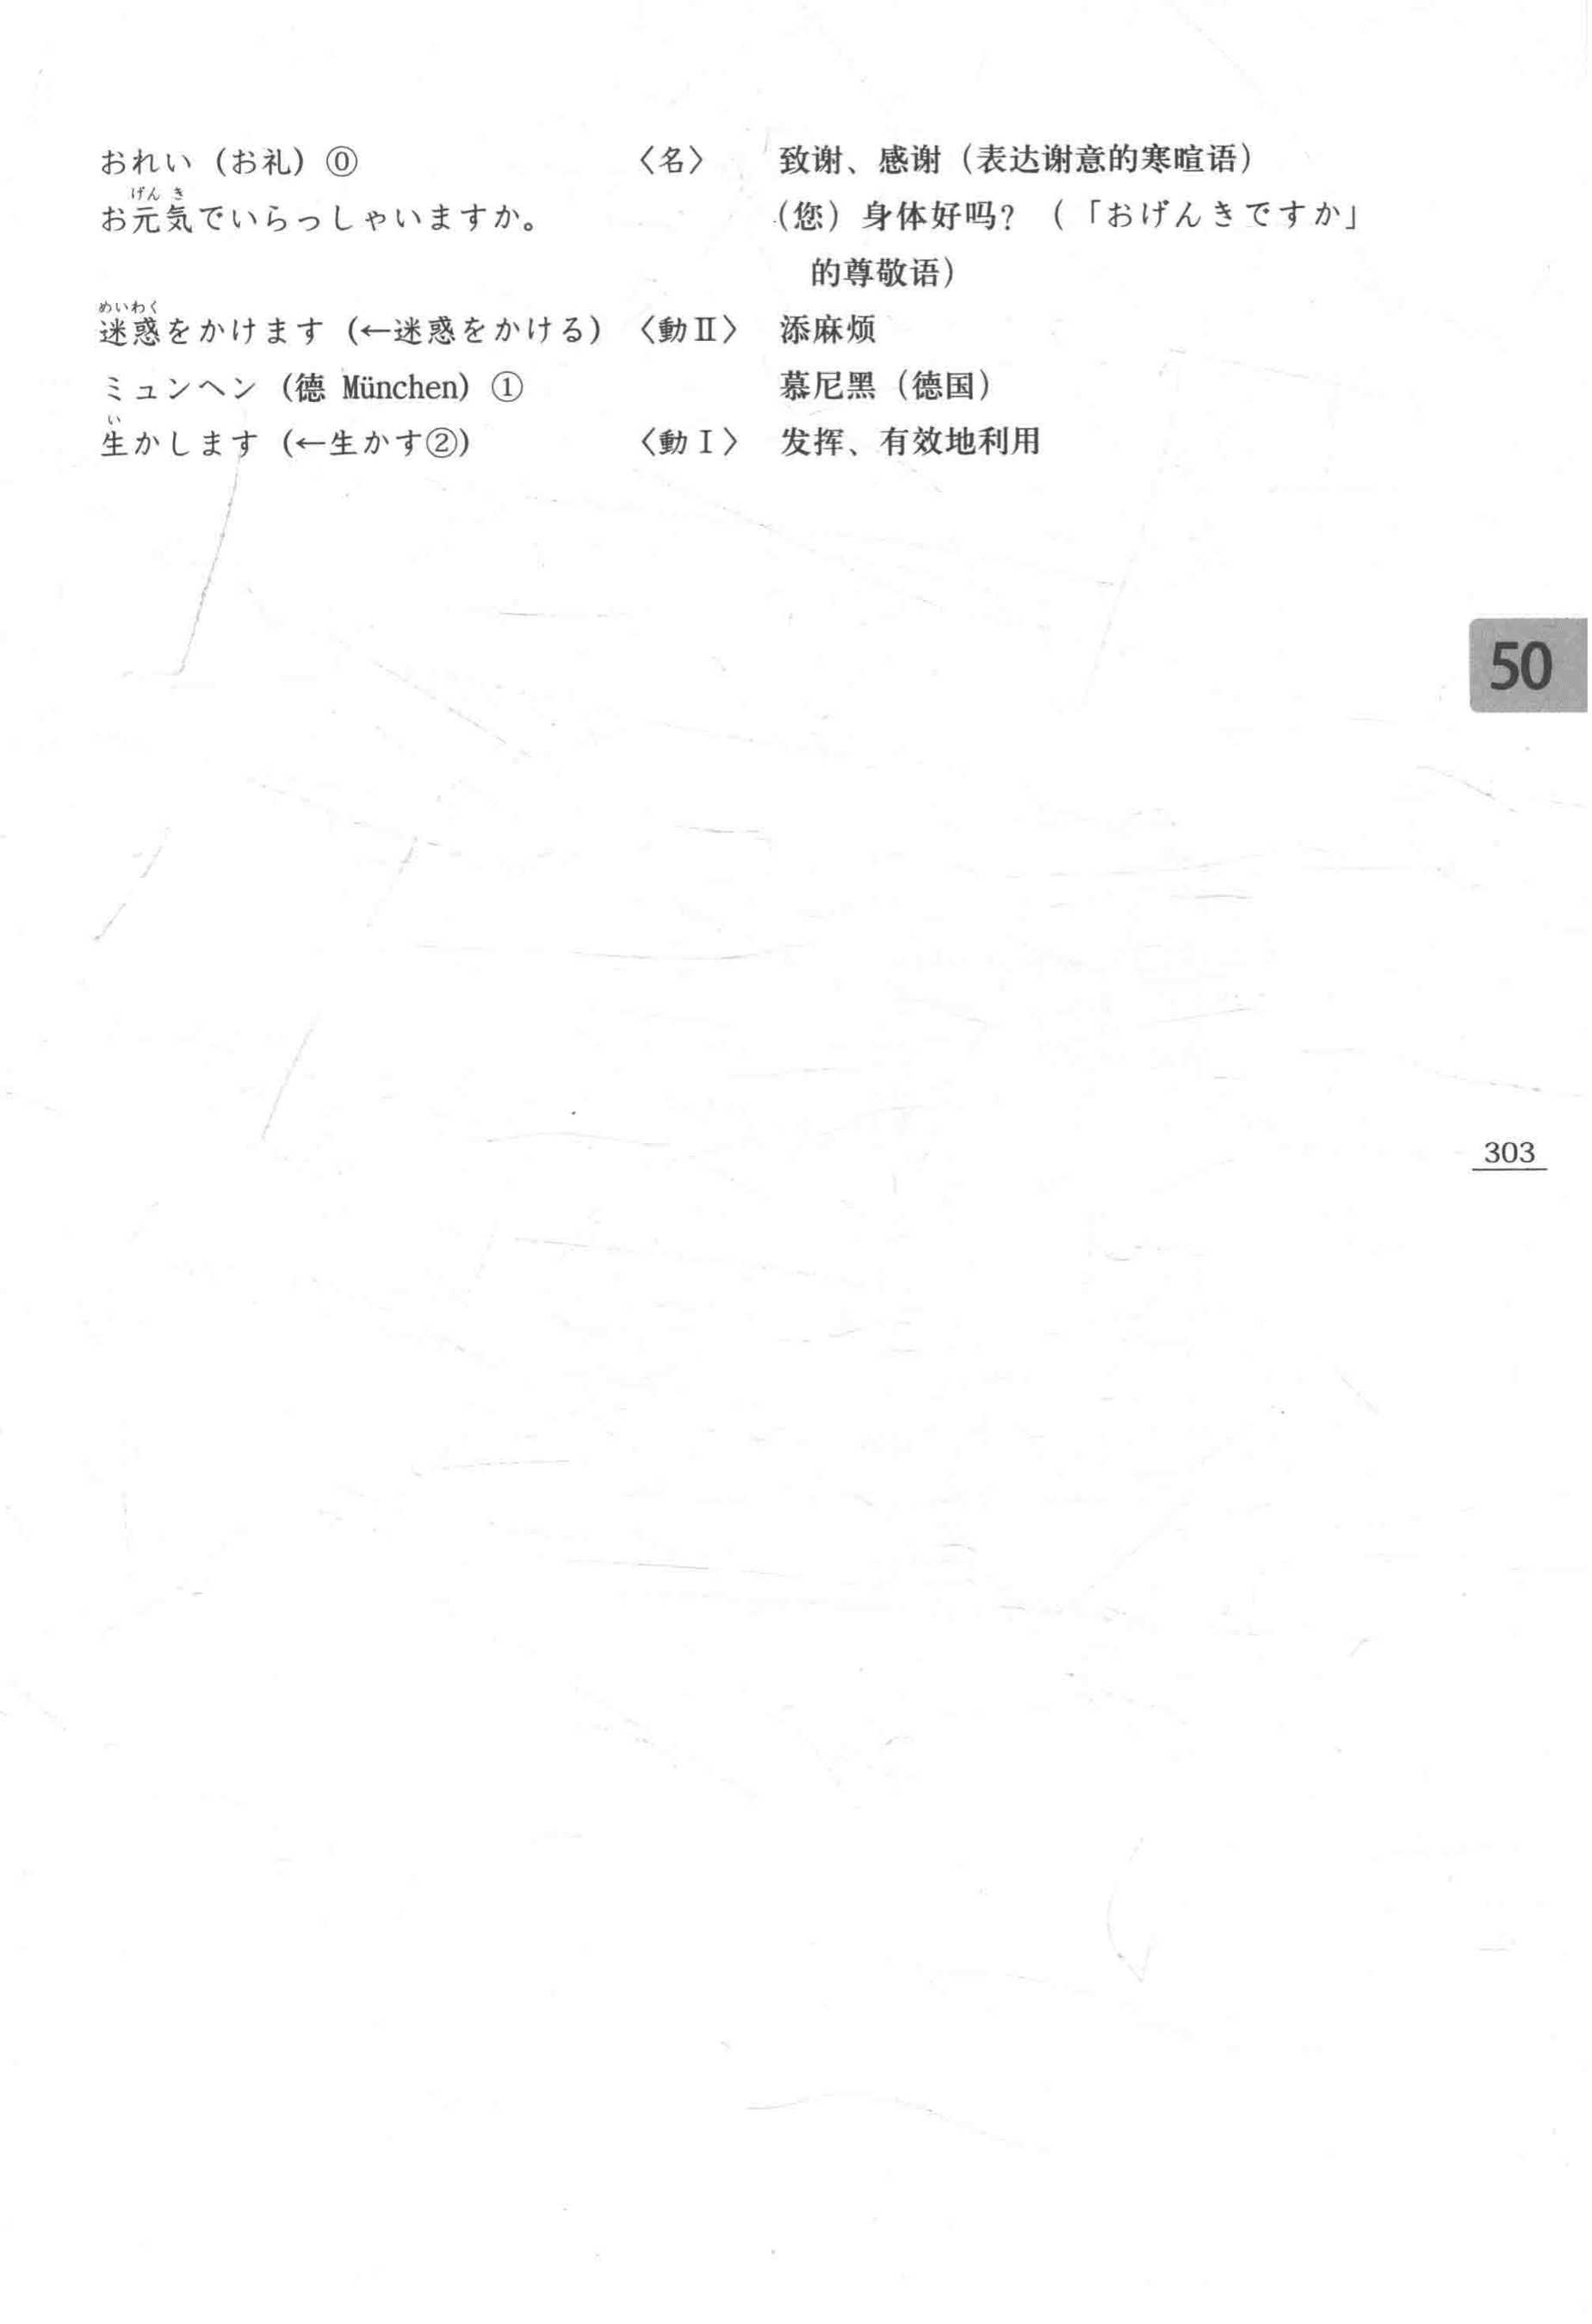 おれい（お礼）⓪ 〈名〉 致谢、感谢（表达谢意的寒暄语）
げん き
お元気でいらっしゃいますか。 （您）身体好吗？（「おげんきですか」
的尊敬语）
めいわく
迷惑をかけます（←迷惑をかける）〈動Ⅱ〉 添麻烦
ミュンヘン（德 München）① 慕尼黑（德国）
い
生かします（←生かす②） 〈動Ⅰ〉 发挥、有效地利用
50
303